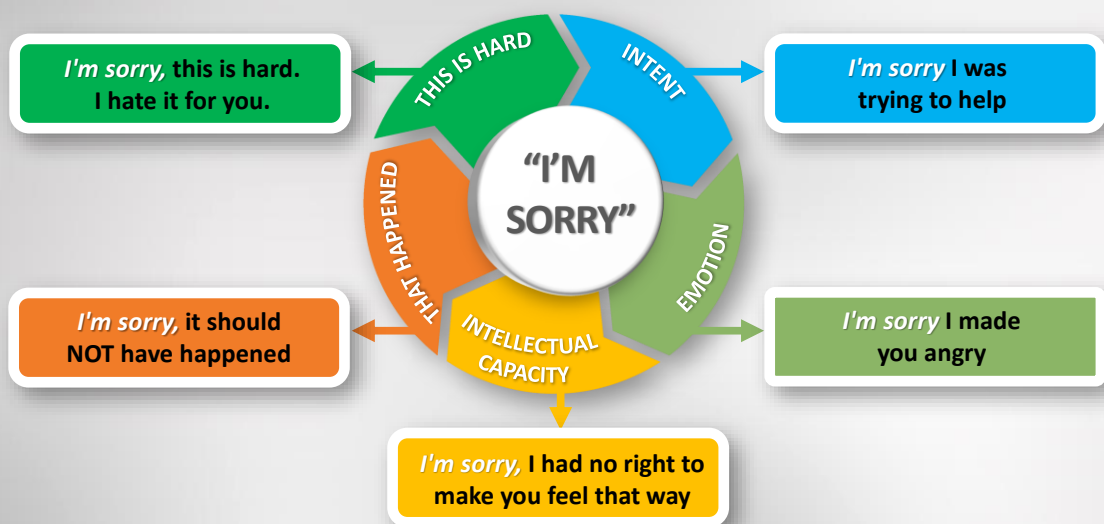 THIS IS HARD
INTENT
I'm sorry, this is hard.
I hate it for you.
I'm sorry I was
trying to help
"I'M
SORRY"
THAT HAPPENED
EMOTION
I'm sorry, it should
NOT have happened
INTELLECTUAL
CAPACITY
I'm sorry I made
you angry
I'm sorry, I had no right to
make you feel that way